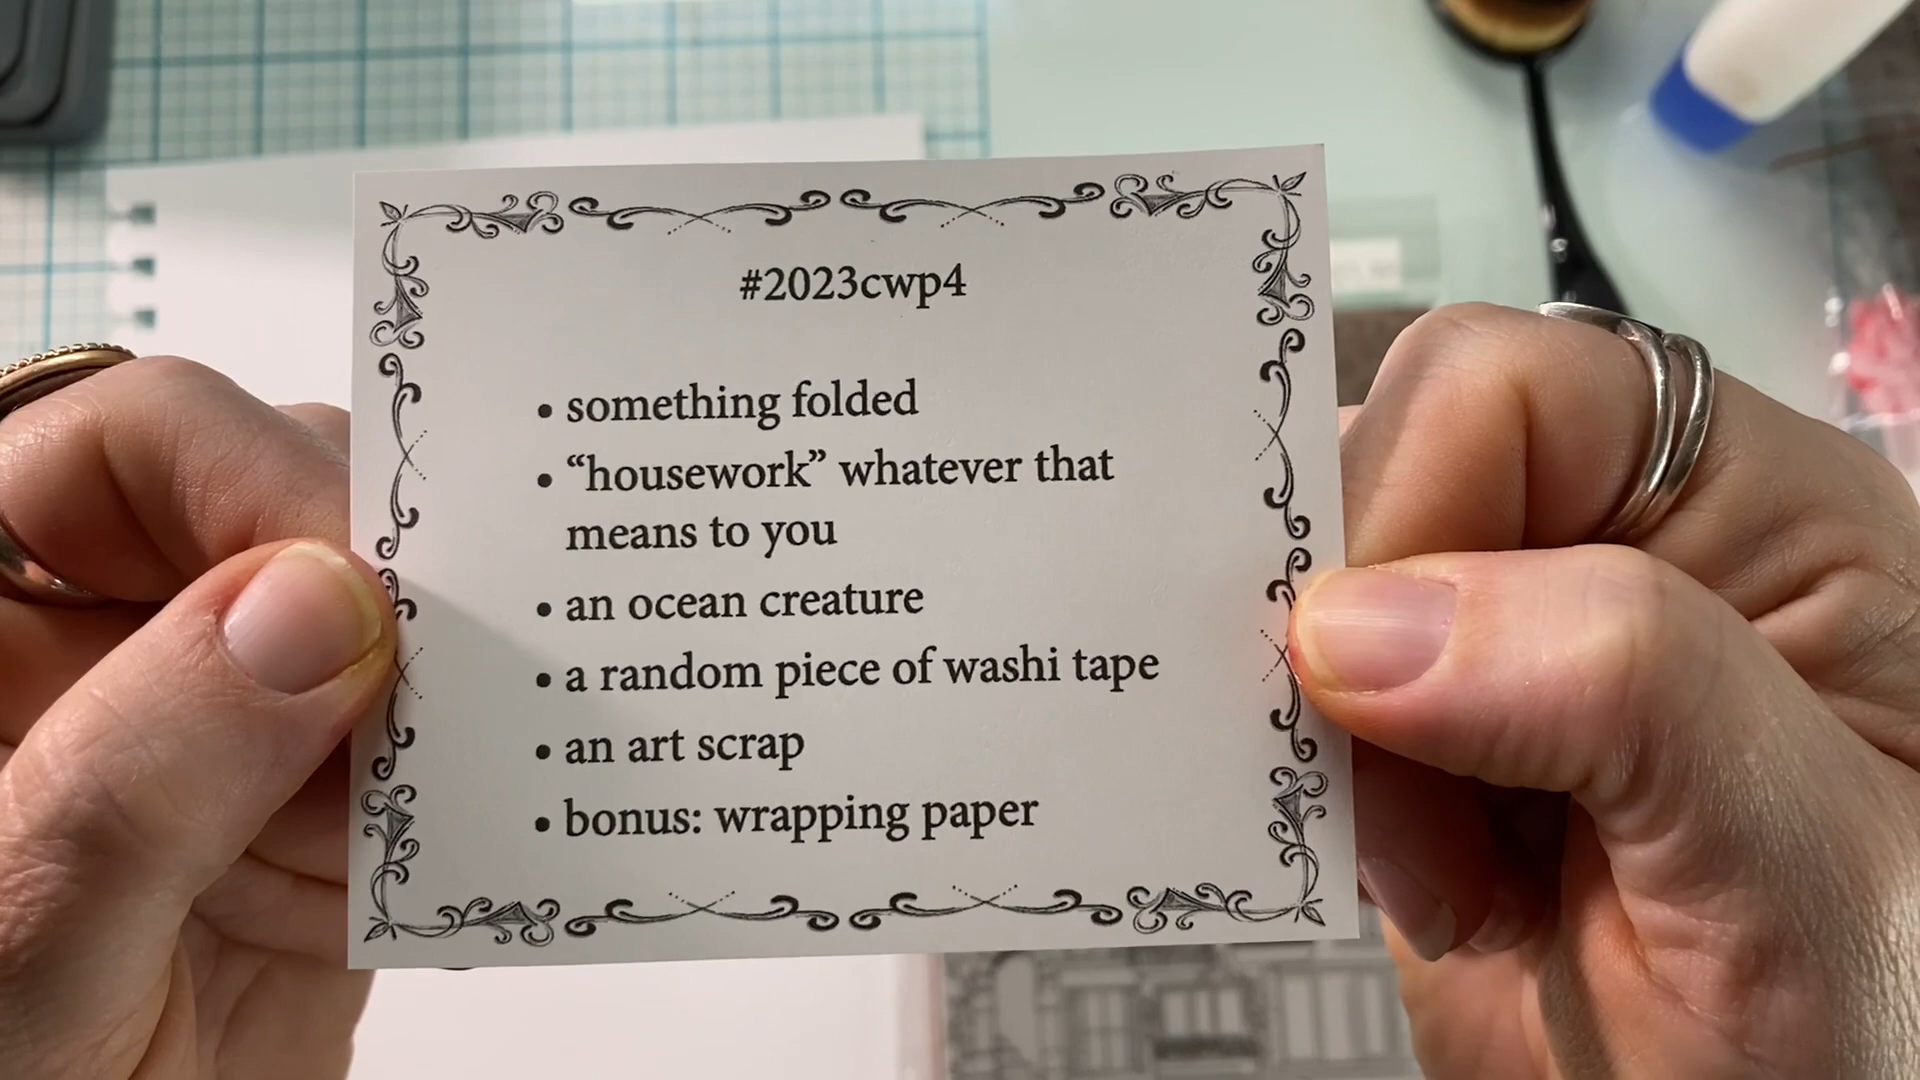 #2023cwp4
• something folded
• “housework” whatever that
means to you
• an ocean creature
• a random piece of washi tape
• an art scrap
• bonus: wrapping paper